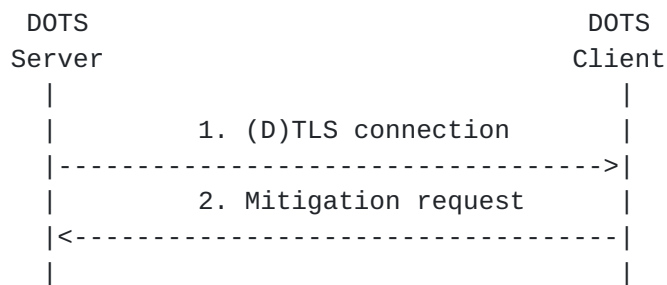 DOTS DOTS
Server Client
1. (D)TLS connection
2. Mitigation request